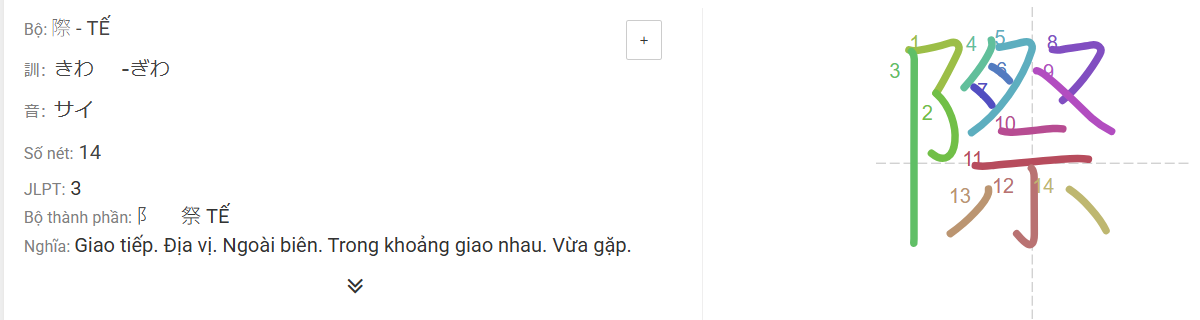 Bộ: 際 - TẾ
訓: きわ -ぎわ
音: サイ
Số nét: 14
JLPT: 3
Bộ thành phần: 阝 祭 TẾ
Nghĩa: Giao tiếp. Địa vị. Ngoài biên. Trong khoảng giao nhau. Vừa gặp.
+
際
1 2 3 4 5 6 7 8 9 10 11 12 13 14